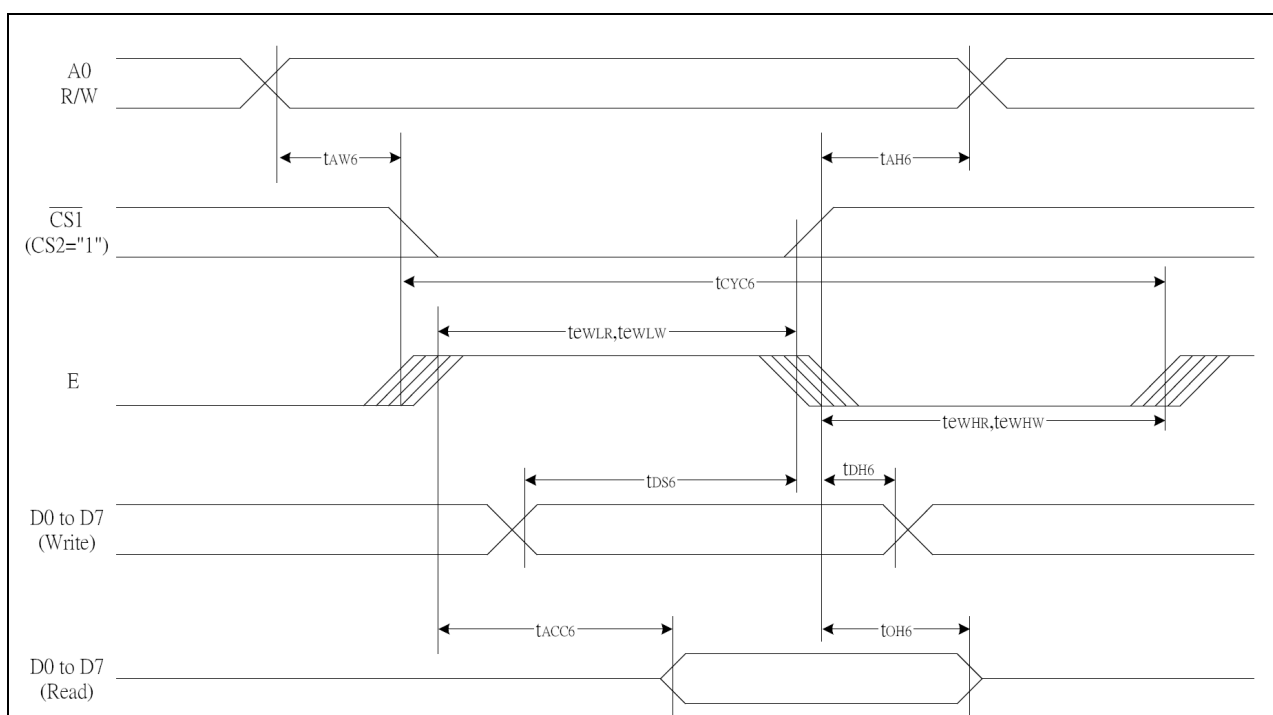 A0
R/W
tAW6
tAH6
CS1
(CS2="1")
tCYC6
tEWLR,tEWLW
E
tEWHR,tEWHW
tDS6
tDH6
D0 to D7
(Write)
tACC6
tOH6
D0 to D7
(Read)